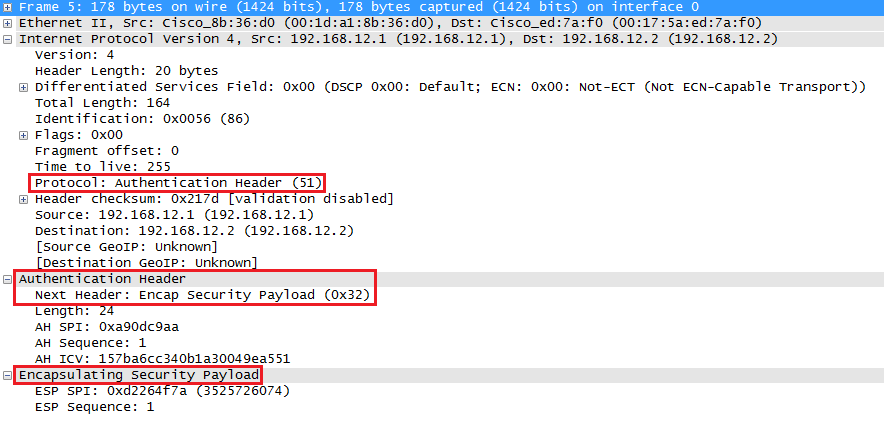 Frame 5: 178 bytes on wire (1424 bits), 178 bytes captured (1424 bits) on interface 0
Ethernet II, Src: Cisco_8b:36:d0 (00:1d:a1:8b:36:d0), Dst: Cisco_ed:7a:f0 (00:17:5a:ed:7a:f0)
Internet Protocol Version 4, Src: 192.168.12.1 (192.168.12.1), Dst: 192.168.12.2 (192.168.12.2)
Version: 4
Header Length: 20 bytes
Differentiated Services Field: 0x00 (DSCP 0x00: Default; ECN: 0x00: Not-ECT (Not ECN-Capable Transport))
Total Length: 164
Identification: 0x0056 (86)
Flags: 0x00
Fragment offset: 0
Time to live: 255
Protocol: Authentication Header (51)
Header checksum: 0x217d [validation disabled]
Source: 192.168.12.1 (192.168.12.1)
Destination: 192.168.12.2 (192.168.12.2)
[Source GeoIP: Unknown]
[Destination GeoIP: Unknown]
Authentication Header
Next Header: Encap Security Payload (0x32)
Length: 24
AH SPI: 0xa90dc9aa
AH Sequence: 1
AH ICV: 157ba6cc340b1a30049ea551
Encapsulating Security Payload
ESP SPI: 0xd2264f7a (3525726074)
ESP Sequence: 1